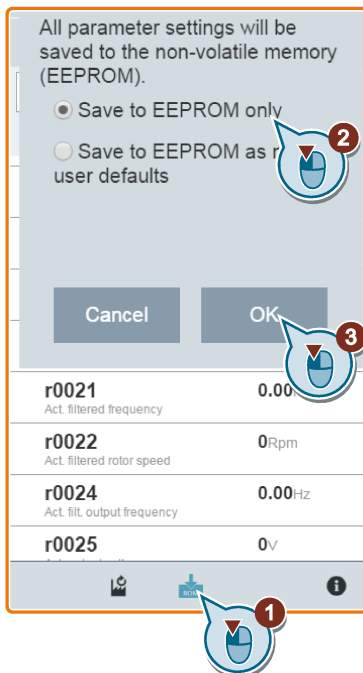 All parameter settings will be
saved to the non-volatile memory
(EEPROM).
Save to EEPROM only
2
Save to EEPROM as
user defaults
Cancel
OK
3
r0021
0.00
Act. filtered frequency
r0022
0Rpm
Act. filtered rotor speed
r0024
0.00Hz
Act. filt. output frequency
r0025
0V
ROM
1